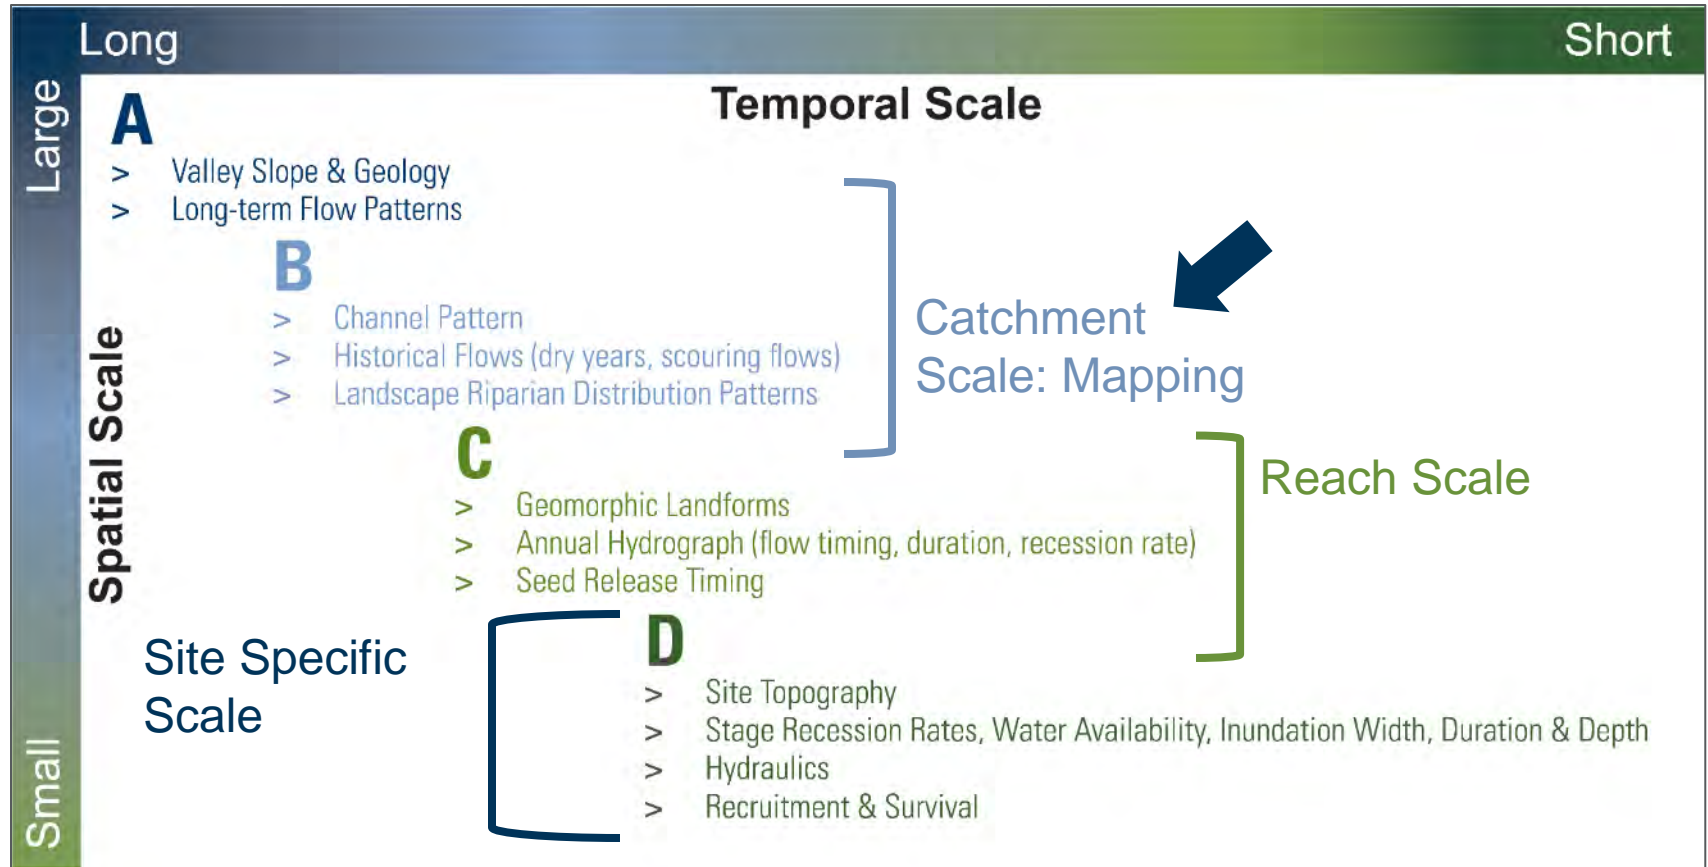 Long
Short
Large
Temporal Scale
A
> Valley Slope & Geology
> Long-term Flow Patterns
B
> Channel Pattern
> Historical Flows (dry years, scouring flows)
> Landscape Riparian Distribution Patterns
Catchment
Scale: Mapping
Spatial Scale
C
> Geomorphic Landforms
> Annual Hydrograph (flow timing, duration, recession rate)
> Seed Release Timing
Reach Scale
Site Specific
Scale
D
> Site Topography
> Stage Recession Rates, Water Availability, Inundation Width, Duration & Depth
> Hydraulics
> Recruitment & Survival
Small